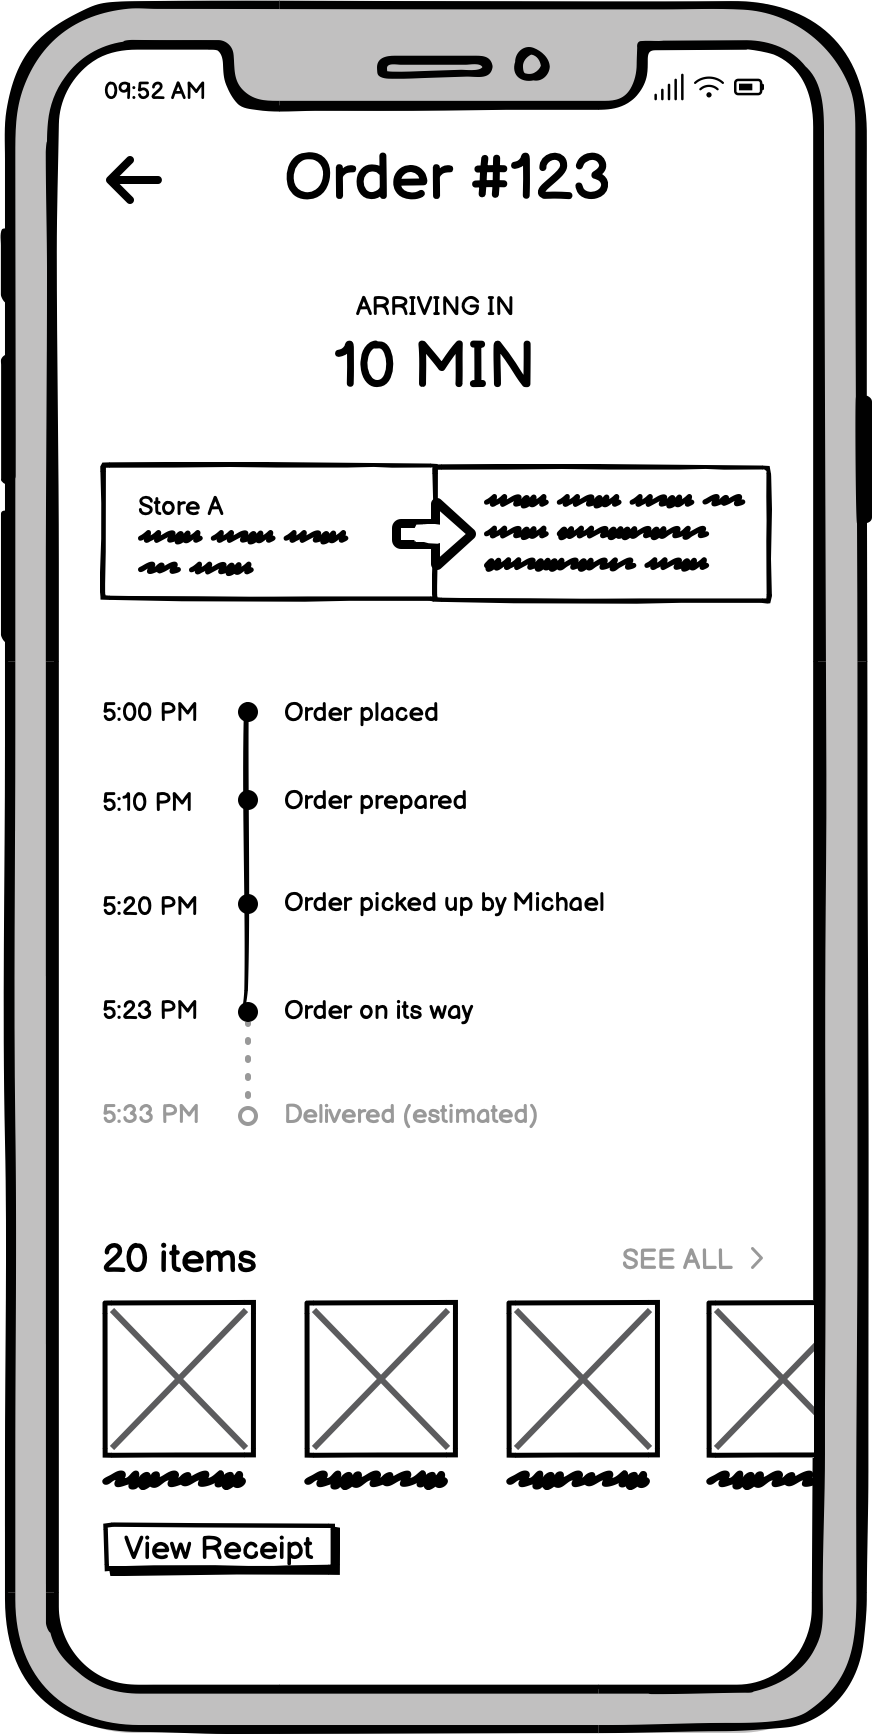 09:52 AM
Order #123
ARRIVING IN
10 MIN
Store A
5:00 PM Order placed
5:10 PM Order prepared
5:20 PM Order picked up by Michael
5:23 PM Order on its way
5:33 PM Delivered (estimated)
20 items SEE ALL
View Receipt